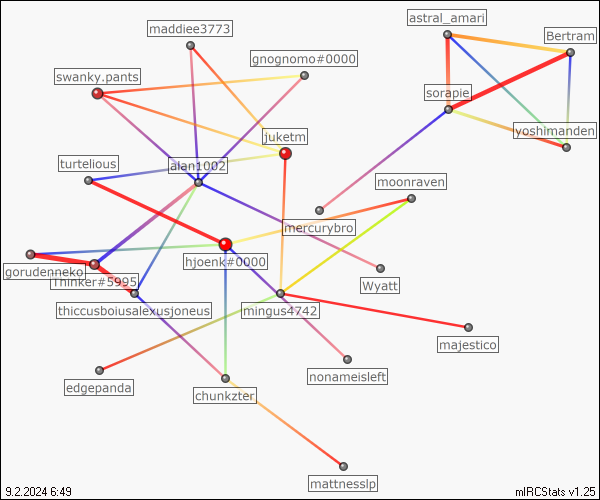 astral_amari
maddiee3773
Bertram
gnognomo#0000
swanky.pants
sorapie
yoshimanden
juketm
turtelious
alan1002
moonraven
mercurybro
hjoenk#0000
gorudenneko
Thinker#5995
Wyatt
thiccusboiusalexusjoneus
mingus4742
majestico
nonameisleft
edgepanda
chunkzter
mattnesslp
9.2.2024 6:49
mIRCStats v1.25